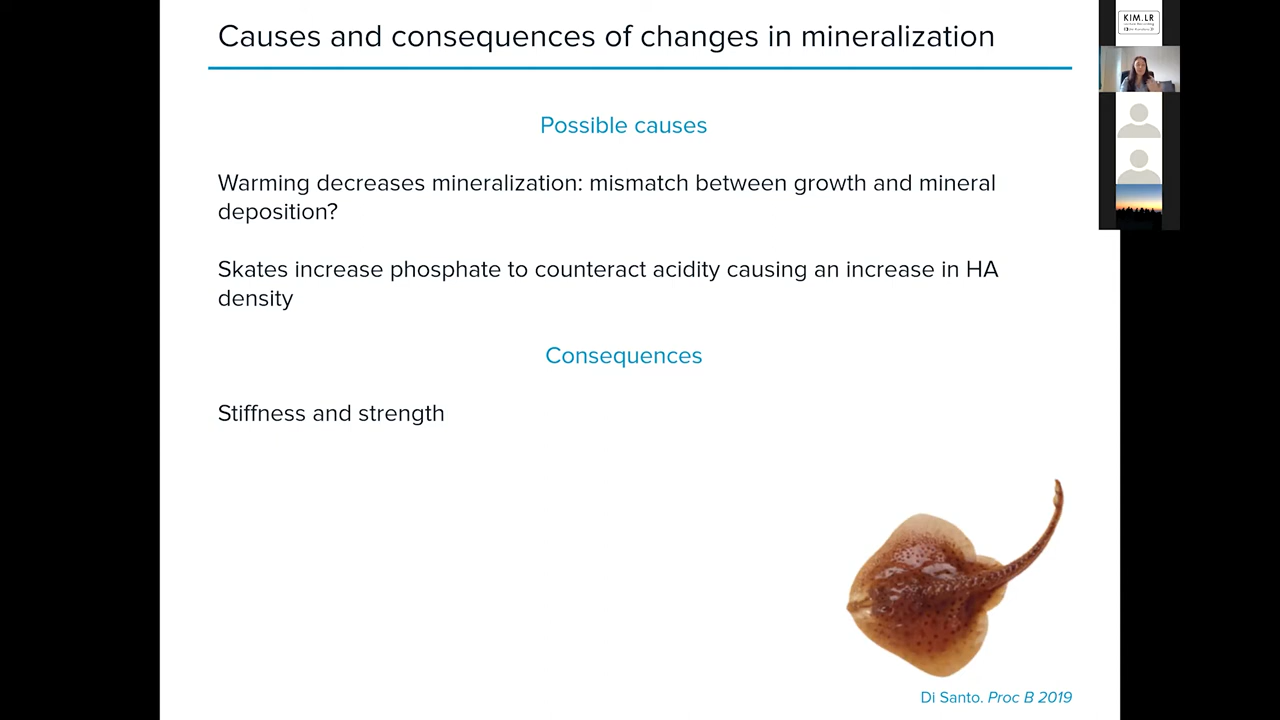 Causes and consequences of changes in mineralization
KIM.LR
Possible causes
Warming decreases mineralization: mismatch between growth and mineral
deposition?
Skates increase phosphate to counteract acidity causing an increase in HA
density
Consequences
Stiffness and strength
Di Santo. Proc B 2019